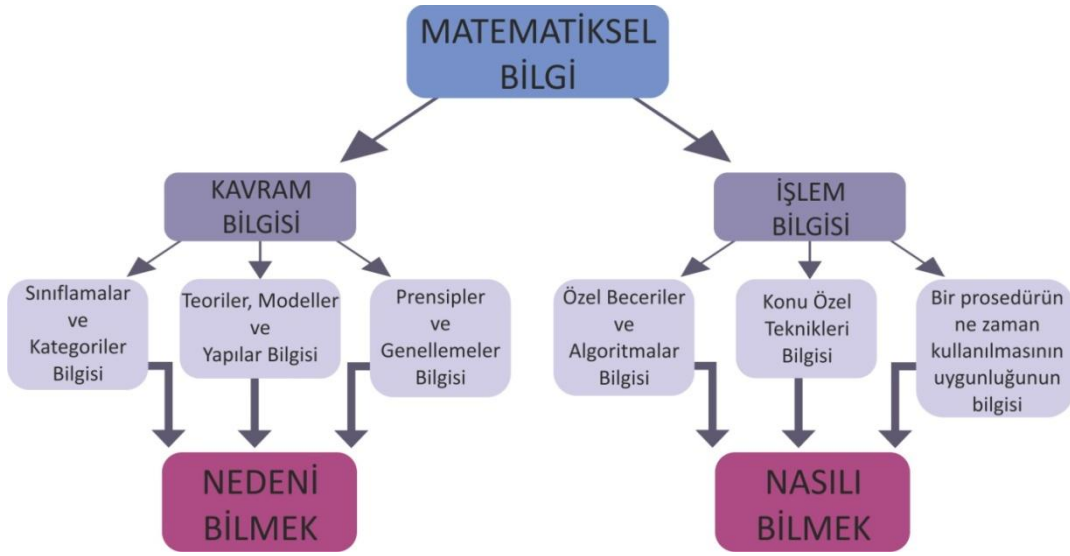 MATEMATİKSEL
BİLGİ
KAVRAM
BİLGİSİ
İŞLEM
BİLGİSİ
Sınıflamalar
ve
Kategoriler
Bilgisi
Teoriler, Modeller
ve
Yapılar Bilgisi
Prensipler
ve
Genellemeler
Bilgisi
Özel Beceriler
ve
Algoritmalar
Bilgisi
Konu Özel
Teknikleri
Bilgisi
Bir prosedürün
ne zaman
kullanılmasının
uygunluğunun
bilgisi
NEDENİ
BİLMEK
NASILI
BİLMEK